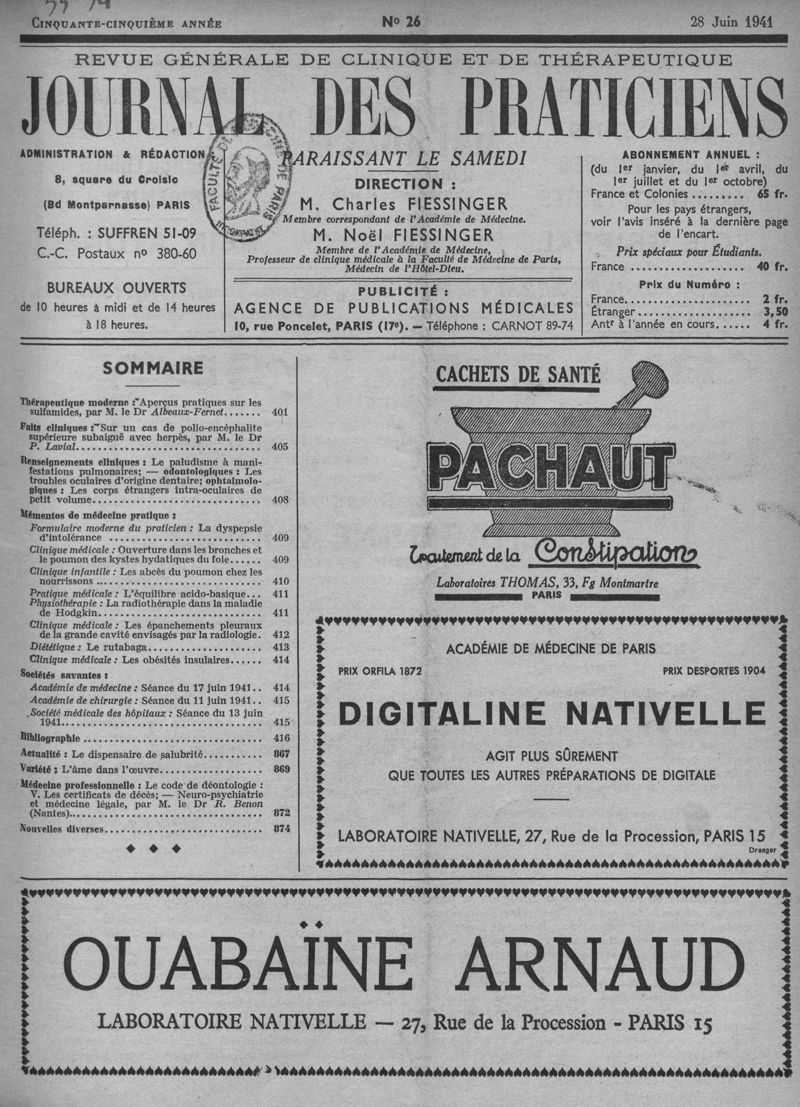 CINQUANTE-CINQUIÈME ANNÉE
No 26
28 Juin 1941
REVUE GÉNÉRALE DE CLINIQUE ET DE THÉRAPEUTIQUE
JOURNAL DES PRATICIENS
ADMINISTRATION & RÉDACTION
8, square du Croisic
(Bd Montparnasse) PARIS
Téléph. : SUFFREN 51-09
C.-C. Postaux no 380-60
BUREAUX OUVERTS
de 10 heures à midi et de 14 heures
à 18 heures.
PARAISSANT LE SAMEDI
DIRECTION :
M. Charles FIESSINGER
Membre correspondant de l'Académie de Médecine.
M. Noël FIESSINGER
Membre de l'Académie de Médecine,
Professeur de clinique médicale à la Faculté de Médecine de Paris,
Médecin de l'Hôtel-Dieu.
PUBLICITÉ :
AGENCE DE PUBLICATIONS MÉDICALES
10, rue Poncelet, PARIS (17e). — Téléphone : CARNOT 89-74
ABONNEMENT ANNUEL :
(du 1er janvier, du 1er avril, du
1er juillet et du 1er octobre)
France et Colonies ......... 65 fr.
Pour les pays étrangers,
voir l'avis inséré à la dernière page
de l'encart.
Prix spéciaux pour Étudiants.
France ................... 40 fr.
Prix du Numéro :
France..................... 2 fr.
Étranger................... 3,50
Antr à l'année en cours...... 4 fr.
SOMMAIRE
Thérapeutique moderne : Aperçus pratiques sur les
sulfamides, par M. le Dr Albeaux-Fernet....... 401
Faits cliniques : Sur un cas de polio-encéphalite
supérieure subaiguë avec herpès, par M. le Dr
P. Lavial................................ 405
Renseignements cliniques : Le paludisme à mani-
festations pulmonaires; — odontologiques : Les
troubles oculaires d'origine dentaire; ophtalmolo-
giques : Les corps étrangers intra-oculaires de
petit volume............................. 408
Mémentos de médecine pratique :
Formulaire moderne du praticien : La dyspepsie
d'intolérance .......................... 409
Clinique médicale : Ouverture dans les bronches et
le poumon des kystes hydatiques du foie...... 409
Clinique infantile : Les abcès du poumon chez les
nourrissons ............................ 410
Pratique médicale : L'équilibre acido-basique... 411
Physiothérapie : La radiothérapie dans la maladie
de Hodgkin............................. 411
Clinique médicale : Les épanchements pleuraux
de la grande cavité envisagés par la radiologie. 412
Diététique : Le rutabaga.................... 413
Clinique médicale : Les obésités insulaires...... 414
Sociétés savantes :
Académie de médecine : Séance du 17 juin 1941.. 414
Académie de chirurgie : Séance du 11 juin 1941.. 415
Société médicale des hôpitaux : Séance du 13 juin
1941................................... 415
Bibliographie .............................. 416
Actualité : Le dispensaire de salubrité.......... 867
Variété : L'âme dans l'œuvre................. 869
Médecine professionnelle : Le code de déontologie :
V. Les certificats de décès; — Neuro-psychiatrie
et médecine légale, par M. le Dr R. Benon
(Nantes)................................ 872
Nouvelles diverses.......................... 874
CACHETS DE SANTÉ
PACHAUT
Traitement de la Constipation
Laboratoires THOMAS, 33, Fg Montmartre
PARIS
ACADÉMIE DE MÉDECINE DE PARIS
PRIX ORFILA 1872
PRIX DESPORTES 1904
DIGITALINE NATIVELLE
AGIT PLUS SÛREMENT
QUE TOUTES LES AUTRES PRÉPARATIONS DE DIGITALE
LABORATOIRE NATIVELLE, 27, Rue de la Procession, PARIS 15
Draeger
OUABAÏNE ARNAUD
LABORATOIRE NATIVELLE — 27, Rue de la Procession - PARIS 15